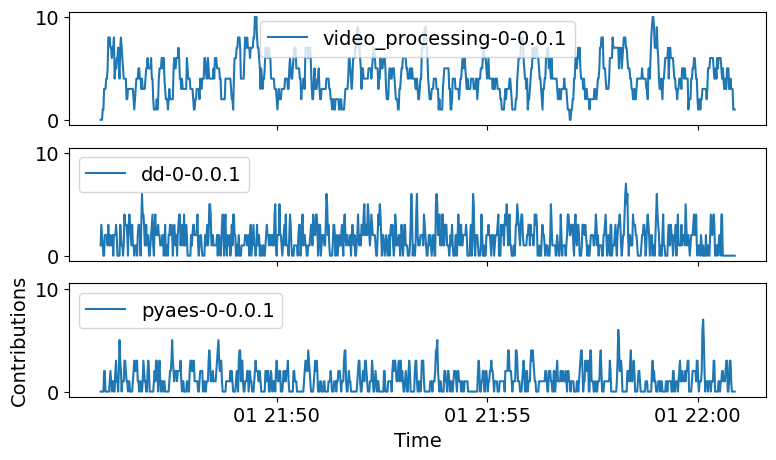 10
video_processing-0-0.0.1
0
10
dd-0-0.0.1
0
10
pyaes-0-0.0.1
0
Contributions
01 21:50
01 21:55
01 22:00
Time